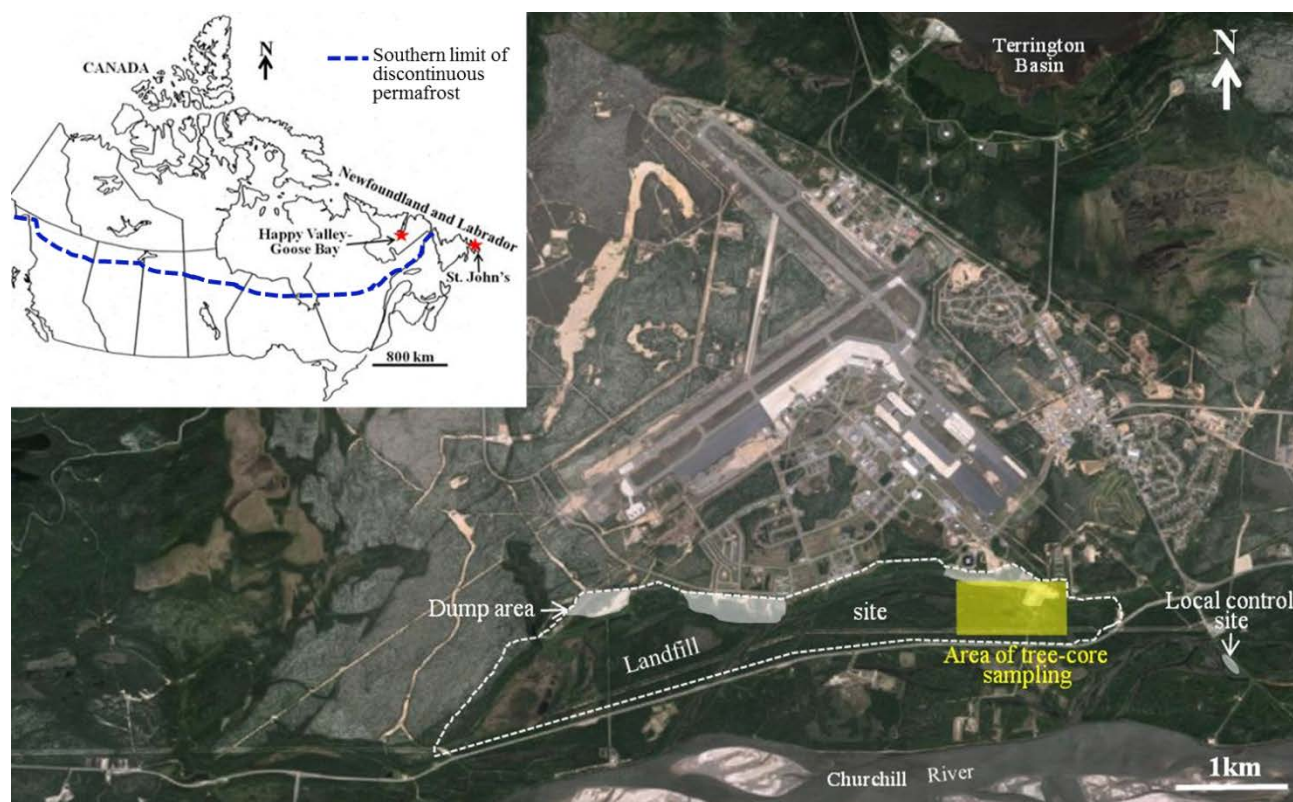 N
CANADA
Southern limit of
discontinuous
permafrost
Newfoundland and Labrador
Happy Valley-
Goose Bay
St. John's
800 km
Terrington
Basin
N
Dump area
Landfill
site
Local control
site
Area of tree-core
sampling
Churchill River
1km